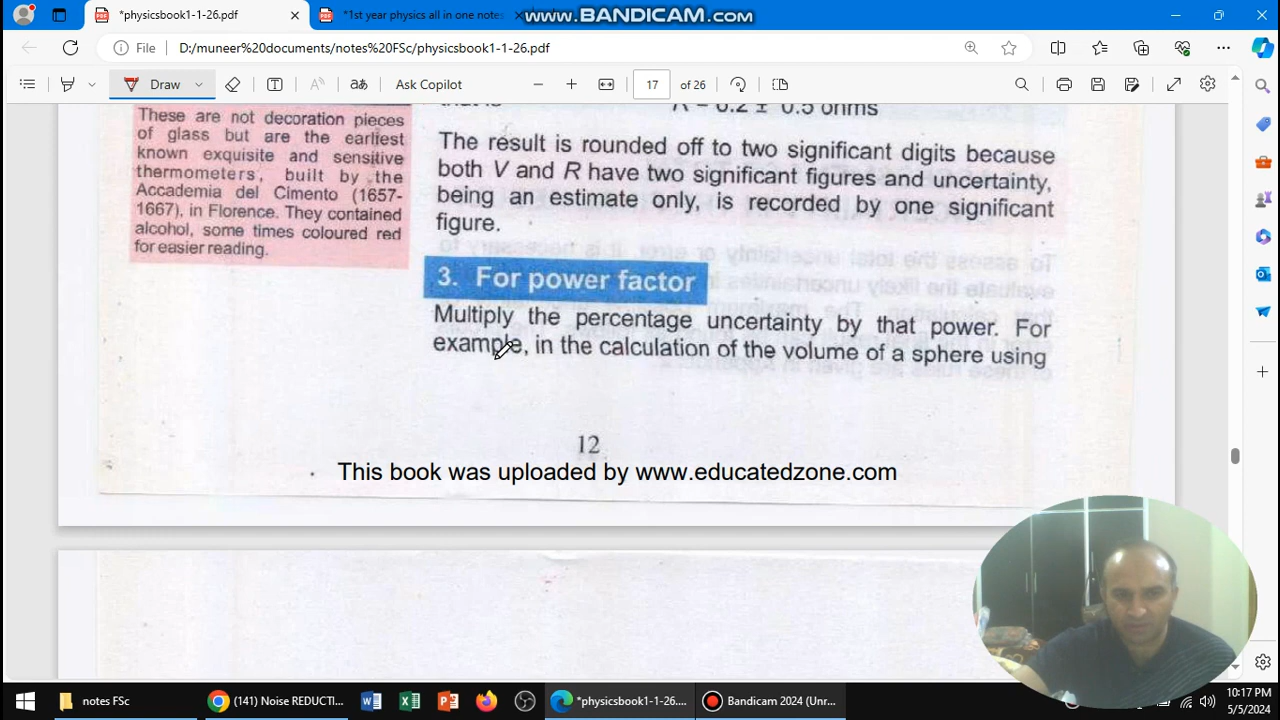 *physicsbook1-1-26.pdf
*1st year physics all in one notes
www.BANDICAM.com
File
D:/muneer%20documents/notes%20FSc/physicsbook1-1-26.pdf
Draw
Ask Copilot
17
of 26
These are not decoration pieces
of glass but are the earliest
known exquisite and sensitive
thermometers, built by the
Accademia del Cimento (1657-
1667), in Florence. They contained
alcohol, some times coloured red
for easier reading.
The result is rounded off to two significant digits because
both V and R have two significant figures and uncertainty,
being an estimate only, is recorded by one significant
figure.
3. For power factor
Multiply the percentage uncertainty by that power. For
example, in the calculation of the volume of a sphere using
12
This book was uploaded by www.educatedzone.com
notes FSc
(141) Noise REDUCTI...
*physicsbook1-1-26....
Bandicam 2024 (Unr...
10:17 PM
5/5/2024